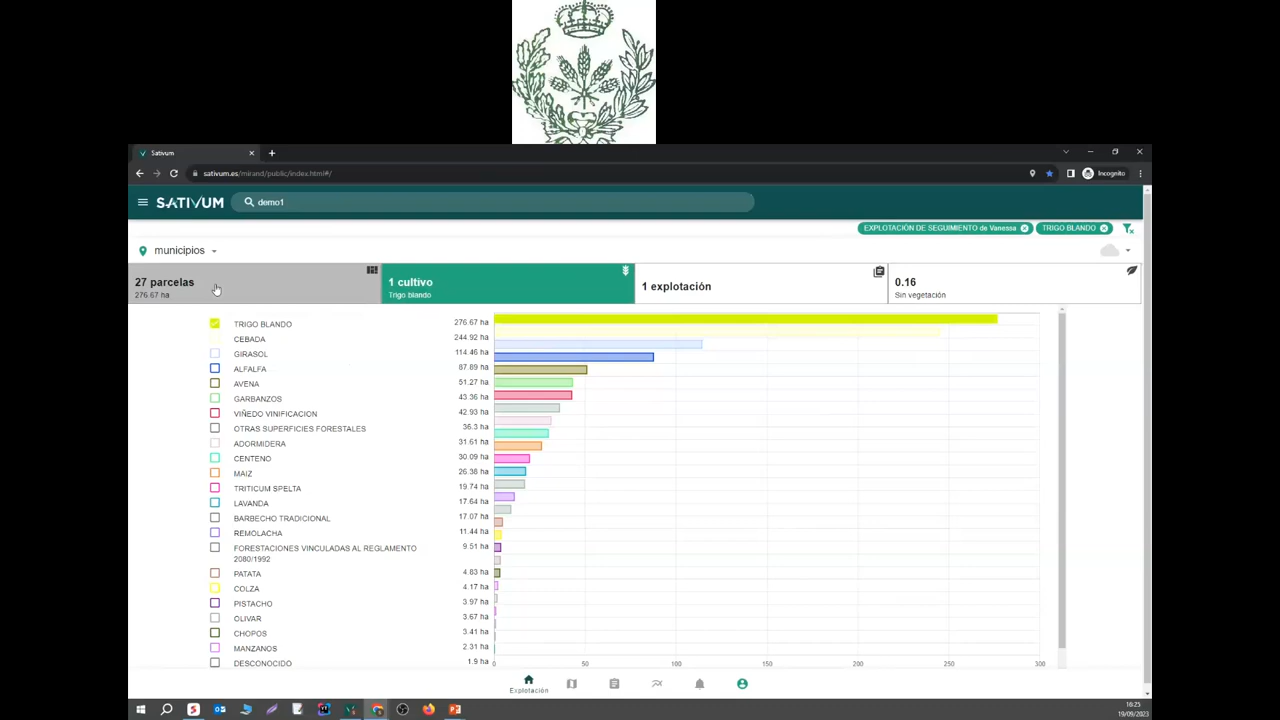 Sativum
sativum.es/mirand/public/index.html#/
Incognito
SATIVUM
demo1
EXPLOTACIÓN DE SEGUIMIENTO de Vanessa
TRIGO BLANDO
municipios
27 parcelas
276.67 ha
1 cultivo
Trigo blando
1 explotación
0.16
Sin vegetación
TRIGO BLANDO 276.67 ha
CEBADA 244.92 ha
GIRASOL 114.46 ha
ALFALFA 87.89 ha
AVENA 51.27 ha
GARBANZOS 43.36 ha
VIÑEDO VINIFICACION 42.93 ha
OTRAS SUPERFICIES FORESTALES 36.3 ha
ADORMIDERA 31.61 ha
CENTENO 30.09 ha
MAIZ 26.38 ha
TRITICUM SPELTA 19.74 ha
LAVANDA 17.64 ha
BARBECHO TRADICIONAL 17.07 ha
REMOLACHA 11.44 ha
FORESTACIONES VINCULADAS AL REGLAMENTO 9.51 ha
2080/1992
PATATA 4.83 ha
COLZA 4.17 ha
PISTACHO 3.97 ha
OLIVAR 3.67 ha
CHOPOS 3.41 ha
MANZANOS 2.31 ha
DESCONOCIDO 1.9 ha
0 50 100 150 200 250 300
Explotación
16:25
19/09/2023